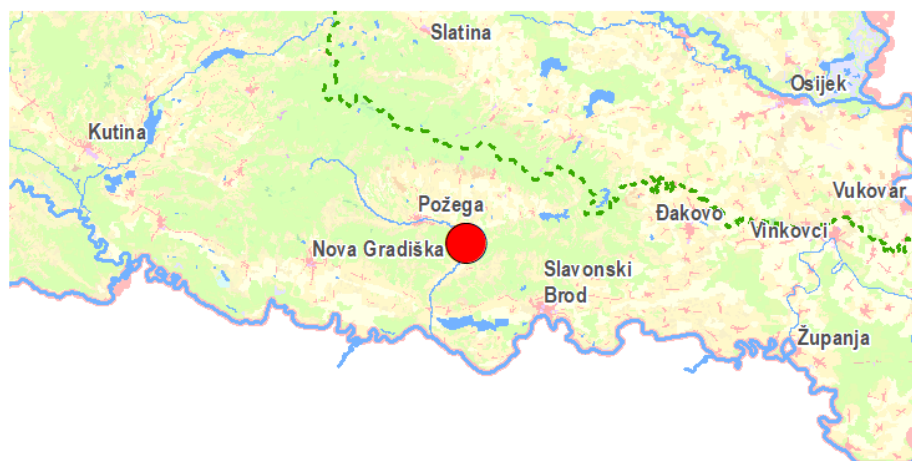 Slatina
Osijek
Kutina
Vukovar
Požega
Đakovo
Vinkovci
Nova Gradiška
Slavonski
Brod
Županja